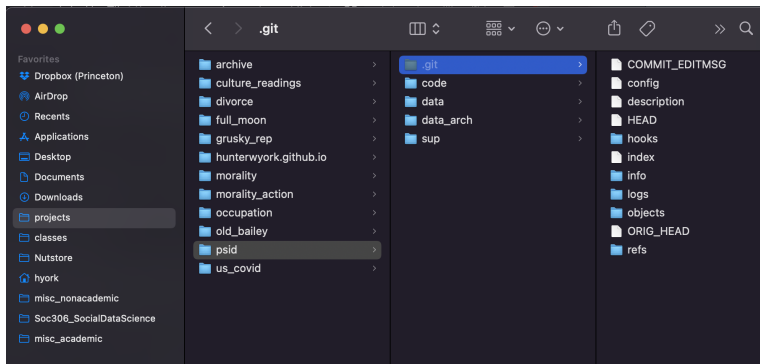 .git
Favorites
Dropbox (Princeton)
AirDrop
Recents
Applications
Desktop
Documents
Downloads
projects
classes
Nutstore
hyork
misc_nonacademic
Soc306_SocialDataScience
misc_academic
archive
culture_readings
divorce
full_moon
grusky_rep
hunterwyork.github.io
morality
morality_action
occupation
old_bailey
psid
us_covid
.git
code
data
data_arch
sup
COMMIT_EDITMSG
config
description
HEAD
hooks
index
info
logs
objects
ORIG_HEAD
refs